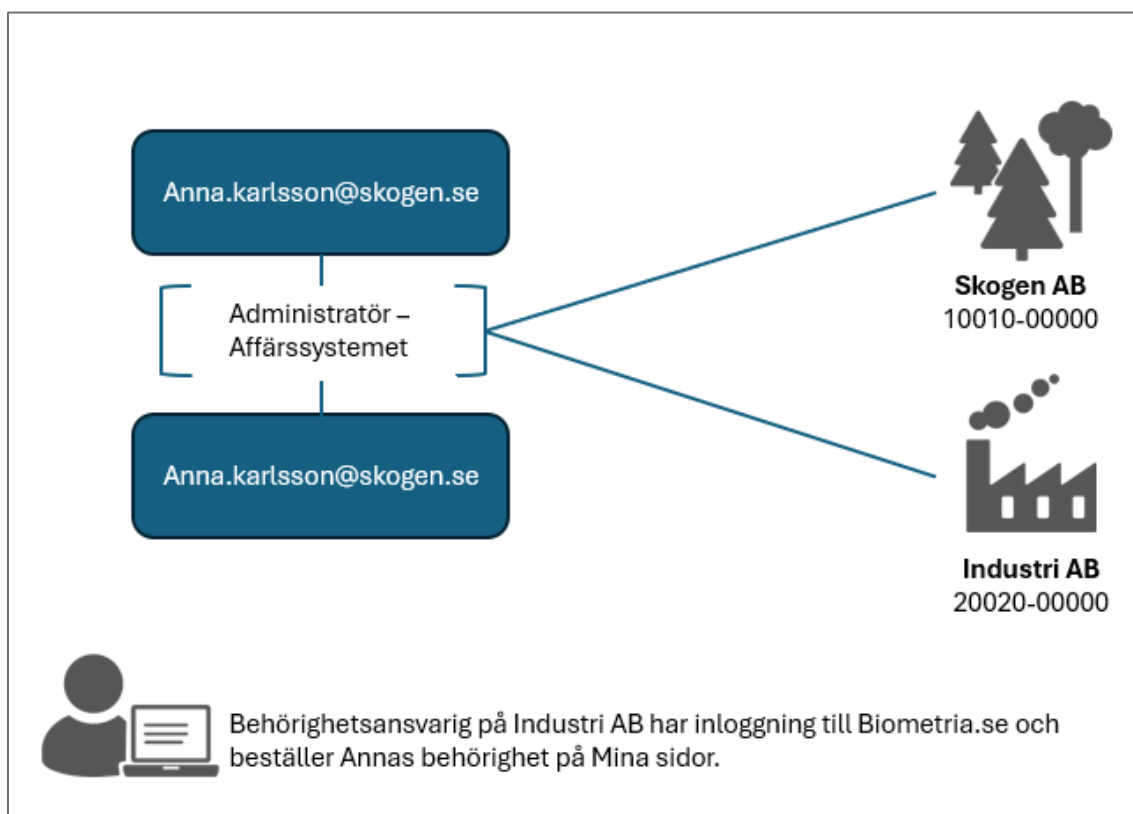 Anna.karlsson@skogen.se
Administratör –
Affärssystemet
Anna.karlsson@skogen.se
Skogen AB
10010-00000
Industri AB
20020-00000
Behörighetsansvarig på Industri AB har inloggning till Biometria.se och
beställer Annas behörighet på Mina sidor.